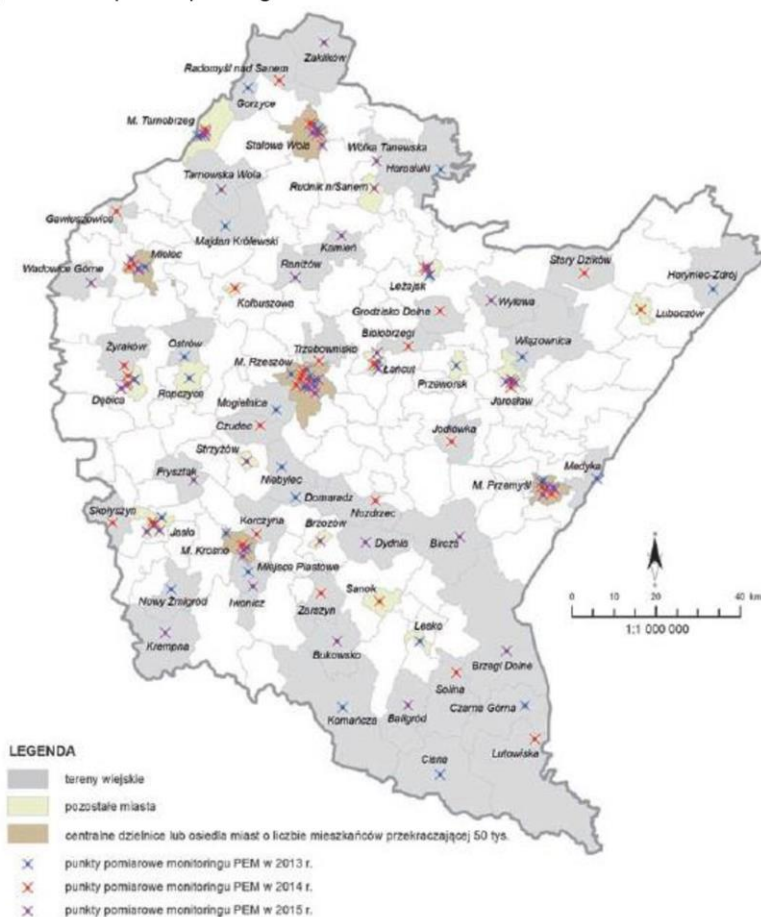 Zaklików
Radomyśl nad Sanem
Gorzyce
M. Tarnobrzeg
Stalowa Wola
Wólka Tanewska
Harasiuki
Tarnowska Wola
Rudnik n/Sanem
Gawłuszowice
Majdan Królewski
Kamień
Mielec
Stary Dzików
Wadowice Górne
Raniżów
Leżajsk
Horyniec-Zdrój
Kolbuszowa
Grodzisko Dolne
Wylewa
Lubaczów
Białobrzegi
Żyraków
Ostrów
Trzebownisko
Wiązownica
M. Rzeszów
Łańcut
Przeworsk
Dębica
Ropczyce
Jarosław
Mogielnica
Czudec
Jodłówka
Strzyżów
Medyka
Frysztak
Niebylec
M. Przemyśl
Domaradz
Nozdrzec
Skołyszyn
Korczyna
Brzozów
Jasło
M. Krosno
Dydnia
Bircza
Miejsce Piastowe
Nowy Żmigród
Iwonicz
Zarszyn
Sanok
0 20 40 km
1:1 000 000
Lesko
Krempna
Bukowsko
Brzegi Dolne
Solina
Komańcza
Baligród
Czarna Górna
Lutowiska
Cisna
LEGENDA
tereny wiejskie
pozostałe miasta
centralne dzielnice lub osiedla miast o liczbie mieszkańców przekraczającej 50 tys.
punkty pomiarowe monitoringu PEM w 2013 r.
punkty pomiarowe monitoringu PEM w 2014 r.
punkty pomiarowe monitoringu PEM w 2015 r.